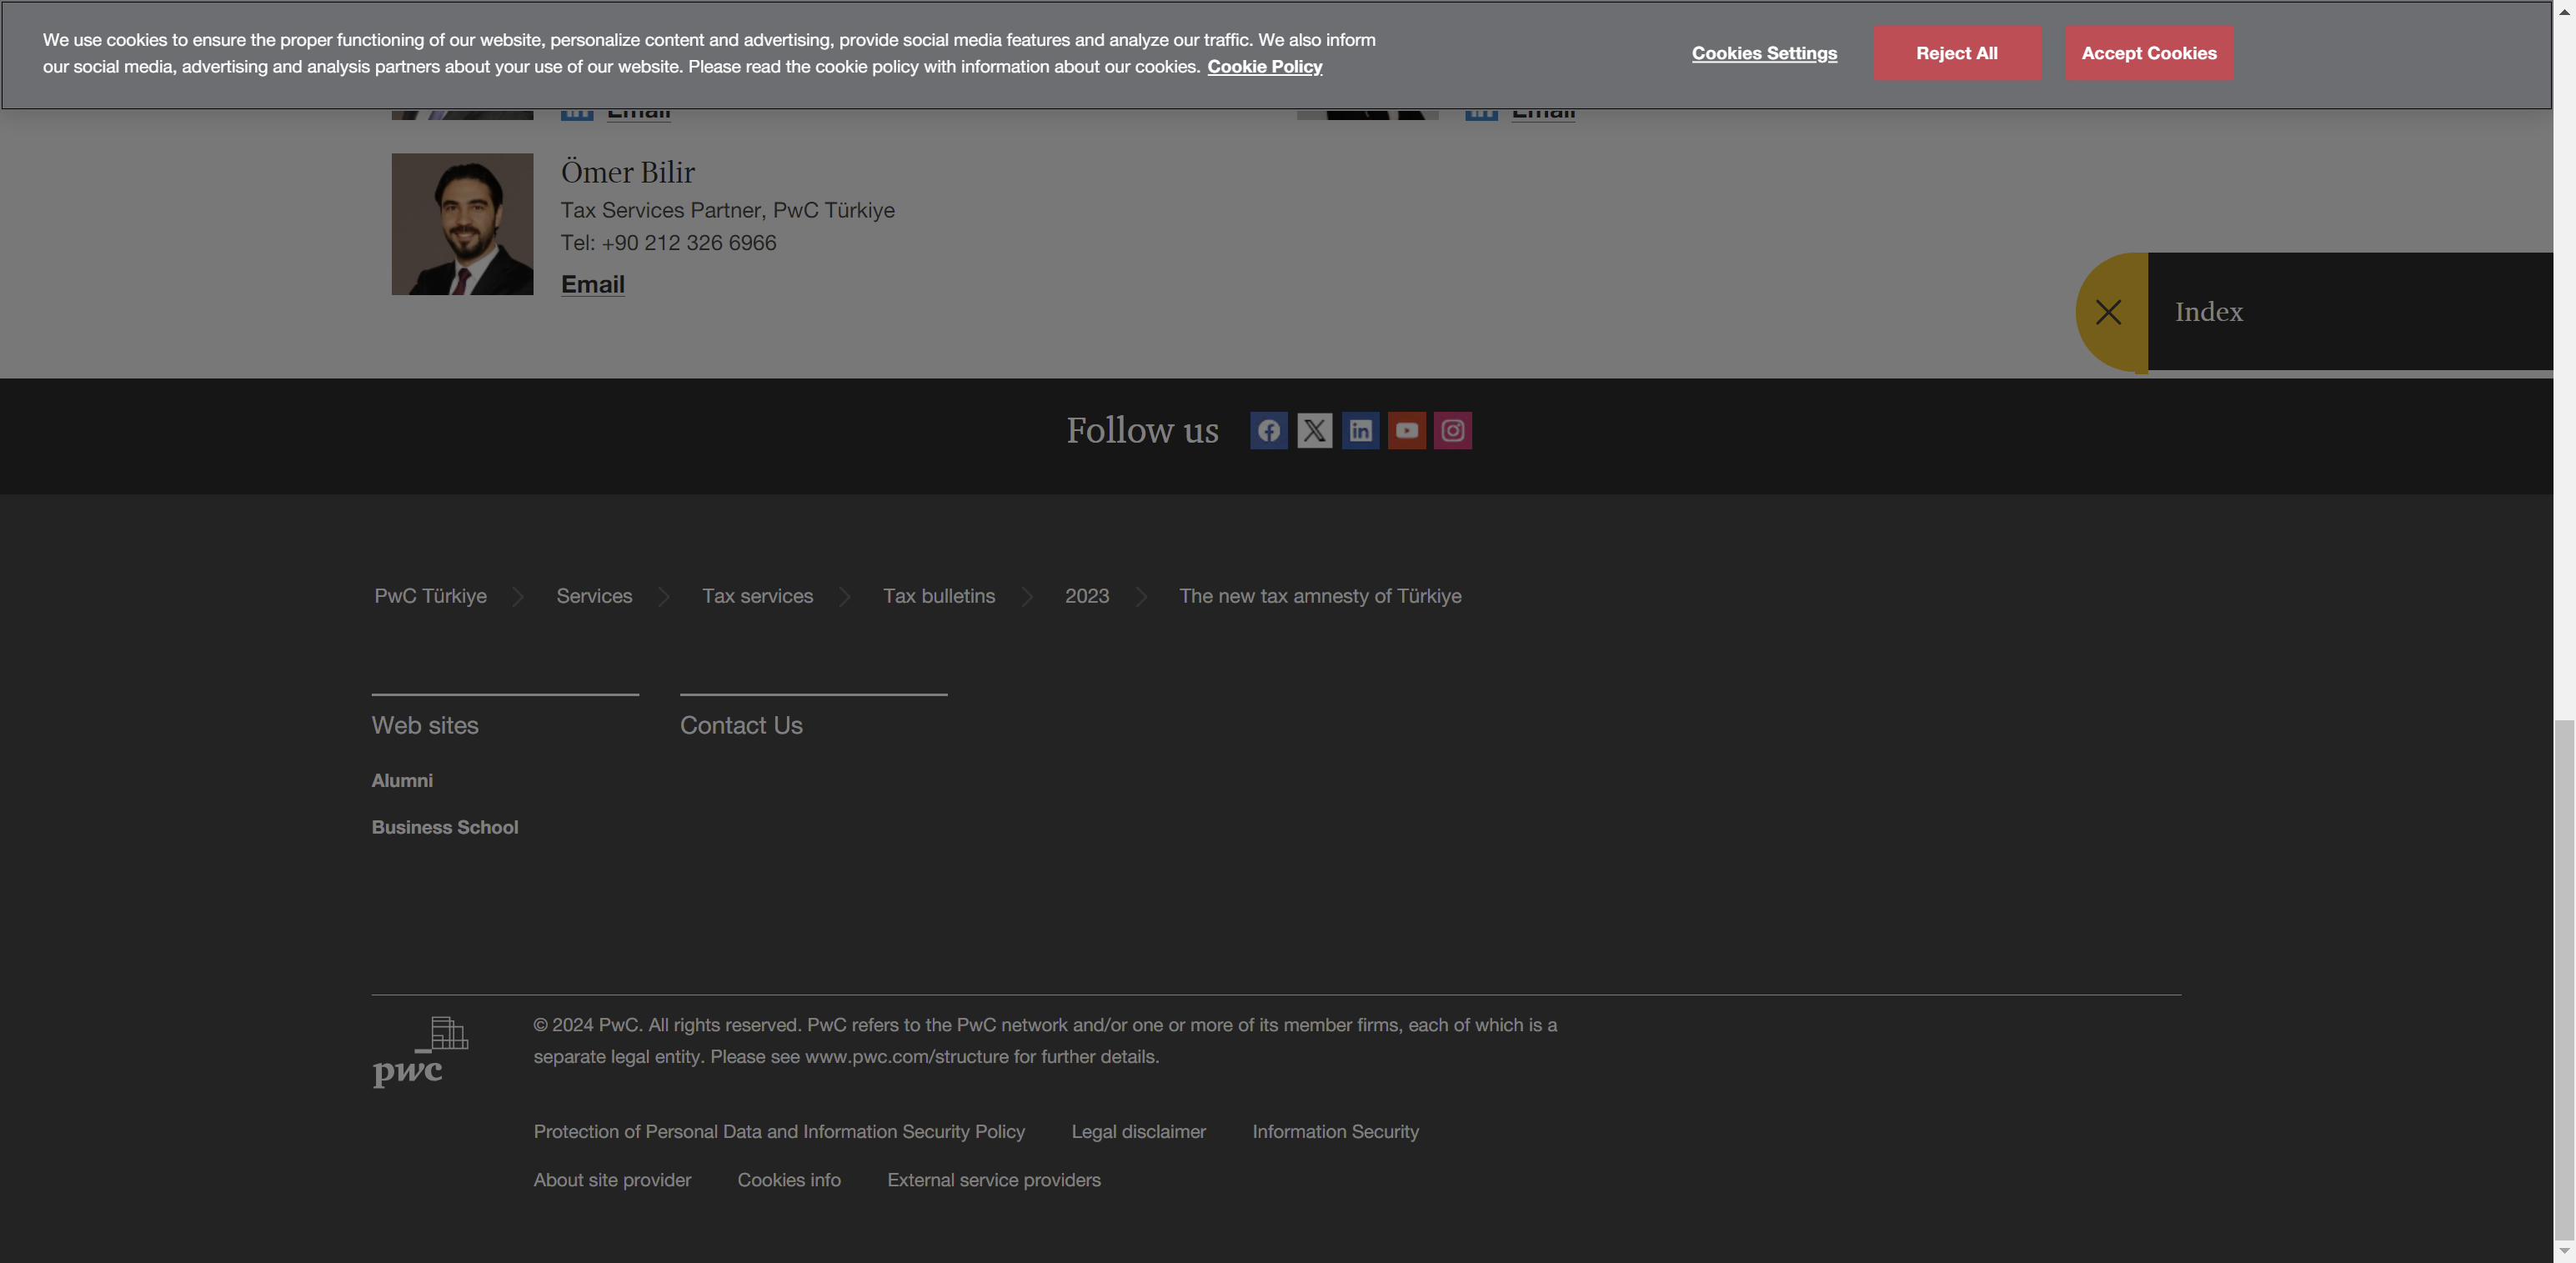 We use cookies to ensure the proper functioning of our website, personalize content and advertising, provide social media features and analyze our traffic. We also inform
our social media, advertising and analysis partners about your use of our website. Please read the cookie policy with information about our cookies. Cookie Policy
Cookies Settings
Reject All
Accept Cookies
Email
Email
Ömer Bilir
Tax Services Partner, PwC Türkiye
Tel: +90 212 326 6966
Email
Index
Follow us
PwC Türkiye
Services
Tax services
Tax bulletins
2023
The new tax amnesty of Türkiye
Web sites
Alumni
Business School
Contact Us
pwc
© 2024 PwC. All rights reserved. PwC refers to the PwC network and/or one or more of its member firms, each of which is a
separate legal entity. Please see www.pwc.com/structure for further details.
Protection of Personal Data and Information Security Policy
Legal disclaimer
Information Security
About site provider
Cookies info
External service providers